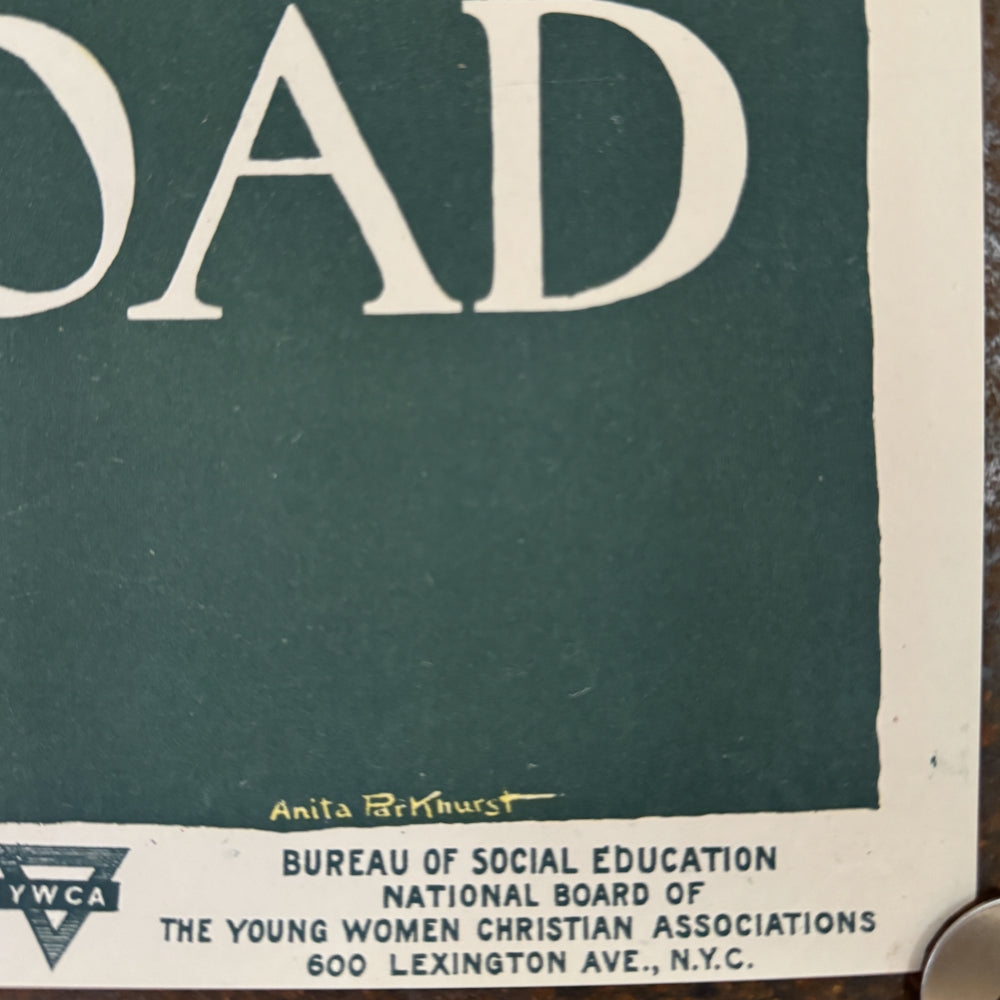 OAD
Anita Parkhurst
YWCA
BUREAU OF SOCIAL EDUCATION
NATIONAL BOARD OF
THE YOUNG WOMEN CHRISTIAN ASSOCIATIONS
600 LEXINGTON AVE., N.Y.C.